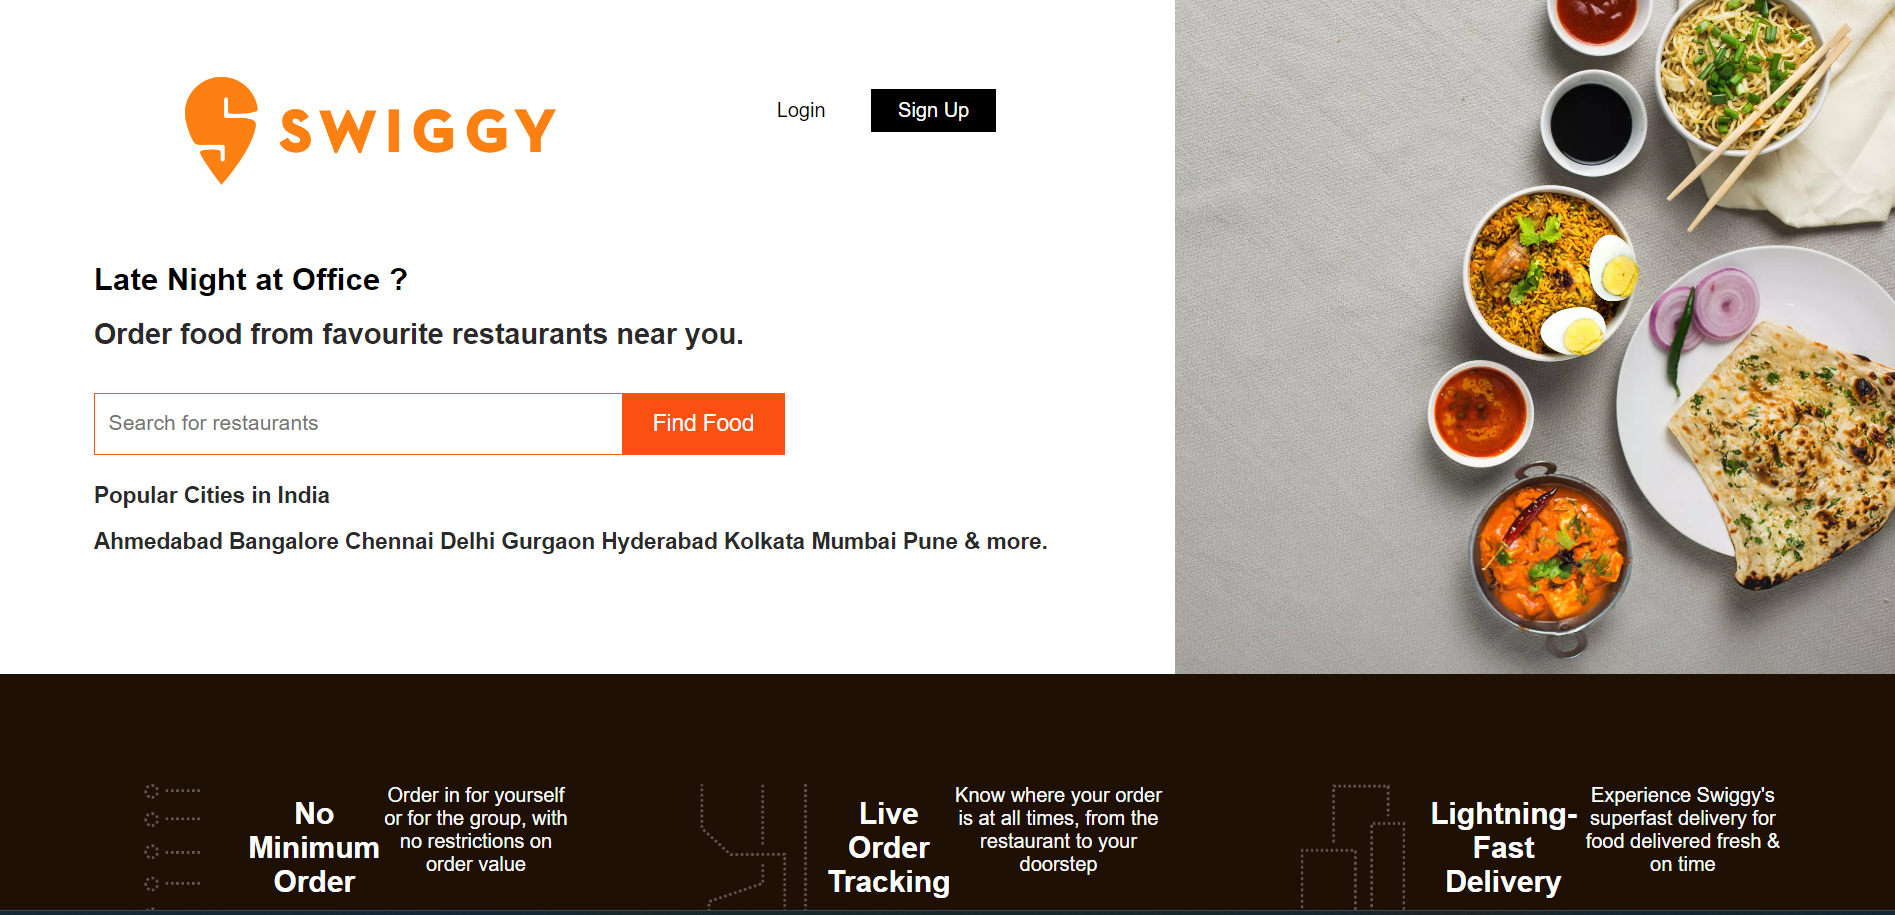 SWIGGY
Login
Sign Up
Late Night at Office ?
Order food from favourite restaurants near you.
Search for restaurants
Find Food
Popular Cities in India
Ahmedabad Bangalore Chennai Delhi Gurgaon Hyderabad Kolkata Mumbai Pune & more.
No
Minimum
Order
Order in for yourself
or for the group, with
no restrictions on
order value
Live
Order
Tracking
Know where your order
is at all times, from the
restaurant to your
doorstep
Lightning-
Fast
Delivery
Experience Swiggy's
superfast delivery for
food delivered fresh &
on time